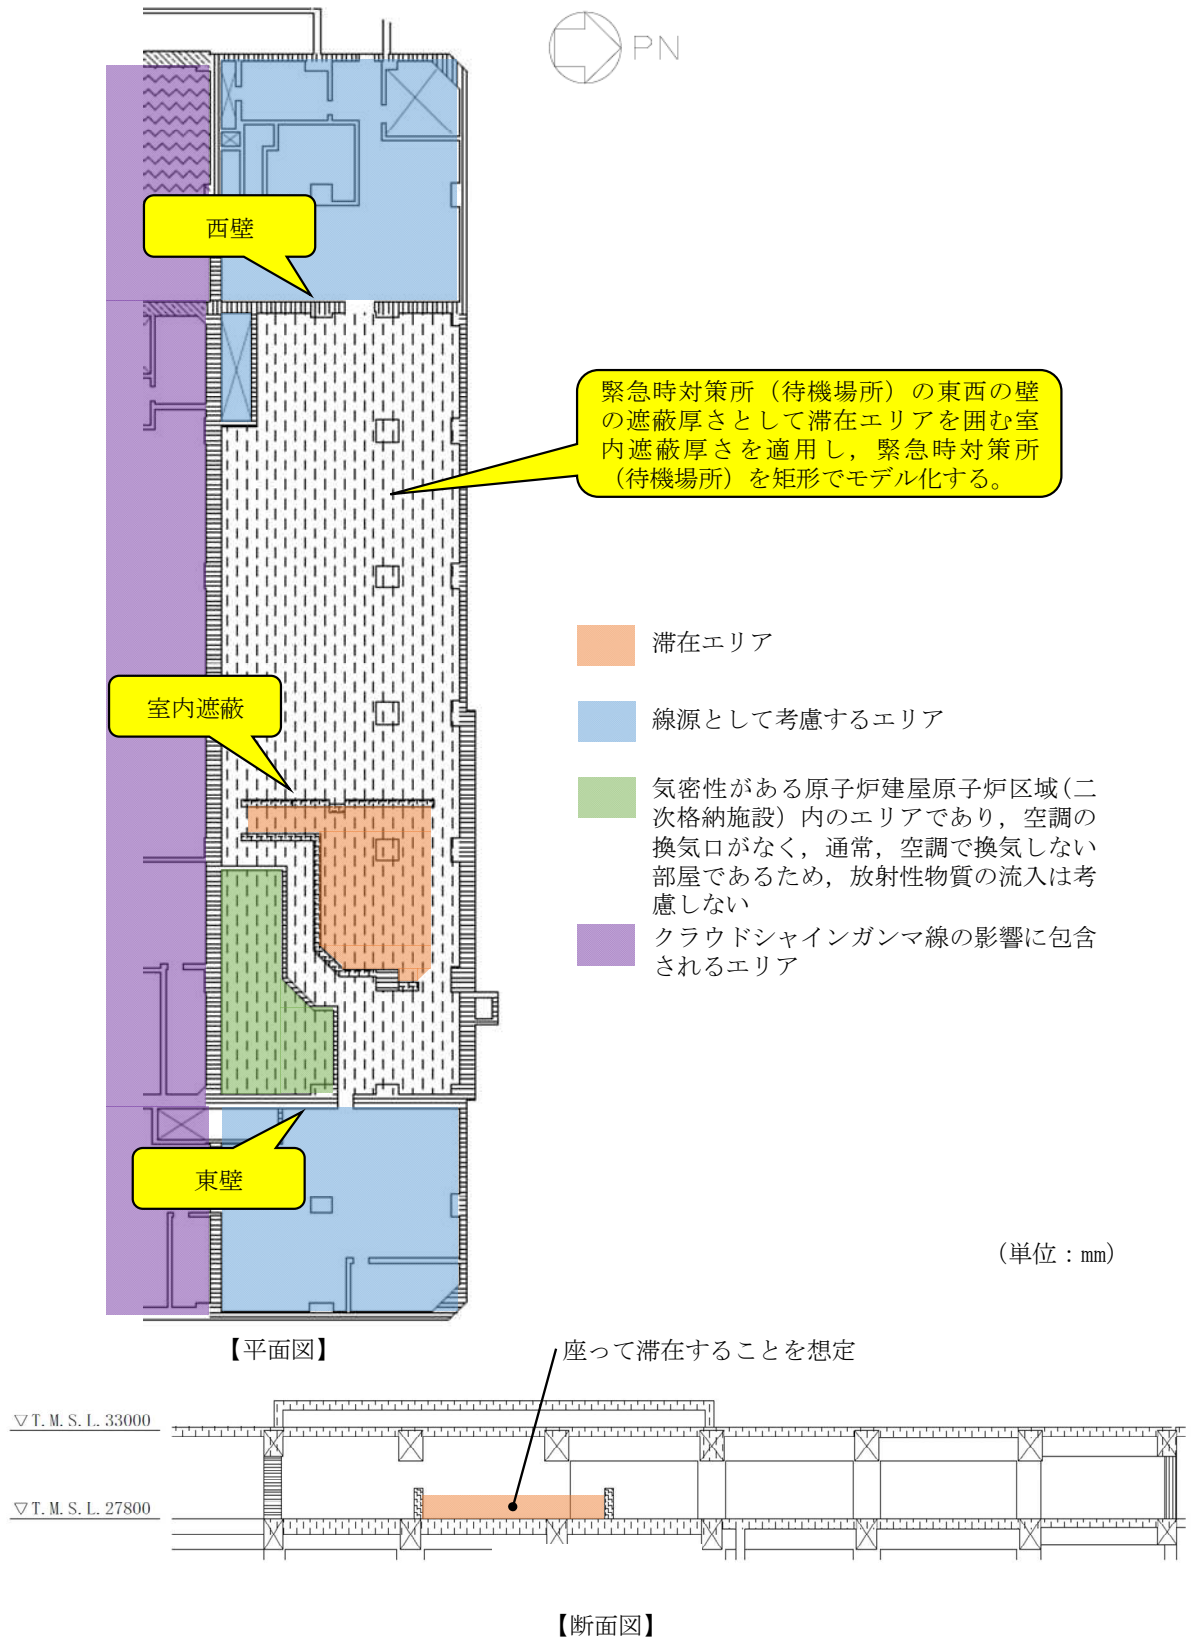 PN
西壁
緊急時対策所（待機場所）の東西の壁
の遮蔽厚さとして滞在エリアを囲む室
内遮蔽厚さを適用し，緊急時対策所
（待機場所）を矩形でモデル化する。
滞在エリア
室内遮蔽
線源として考慮するエリア
気密性がある原子炉建屋原子炉区域(二
次格納施設）内のエリアであり，空調の
換気口がなく，通常，空調で換気しない
部屋であるため，放射性物質の流入は考
慮しない
クラウドシャインガンマ線の影響に包含
されるエリア
東壁
（単位：mm）
【平面図】
座って滞在することを想定
▽T.M.S.L.33000
▽T.M.S.L.27800
【断面図】